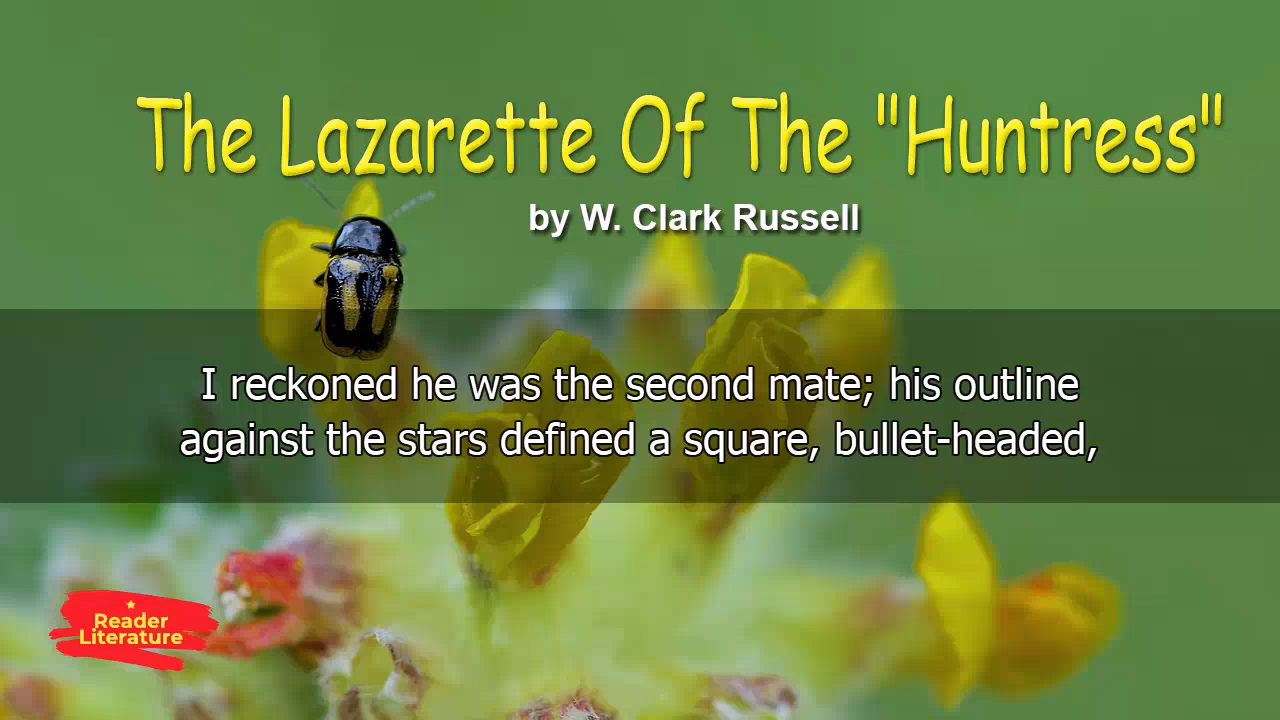 The Lazarette Of The "Huntress"
by W. Clark Russell
I reckoned he was the second mate; his outline
against the stars defined a square, bullet-headed,
Reader
Literature